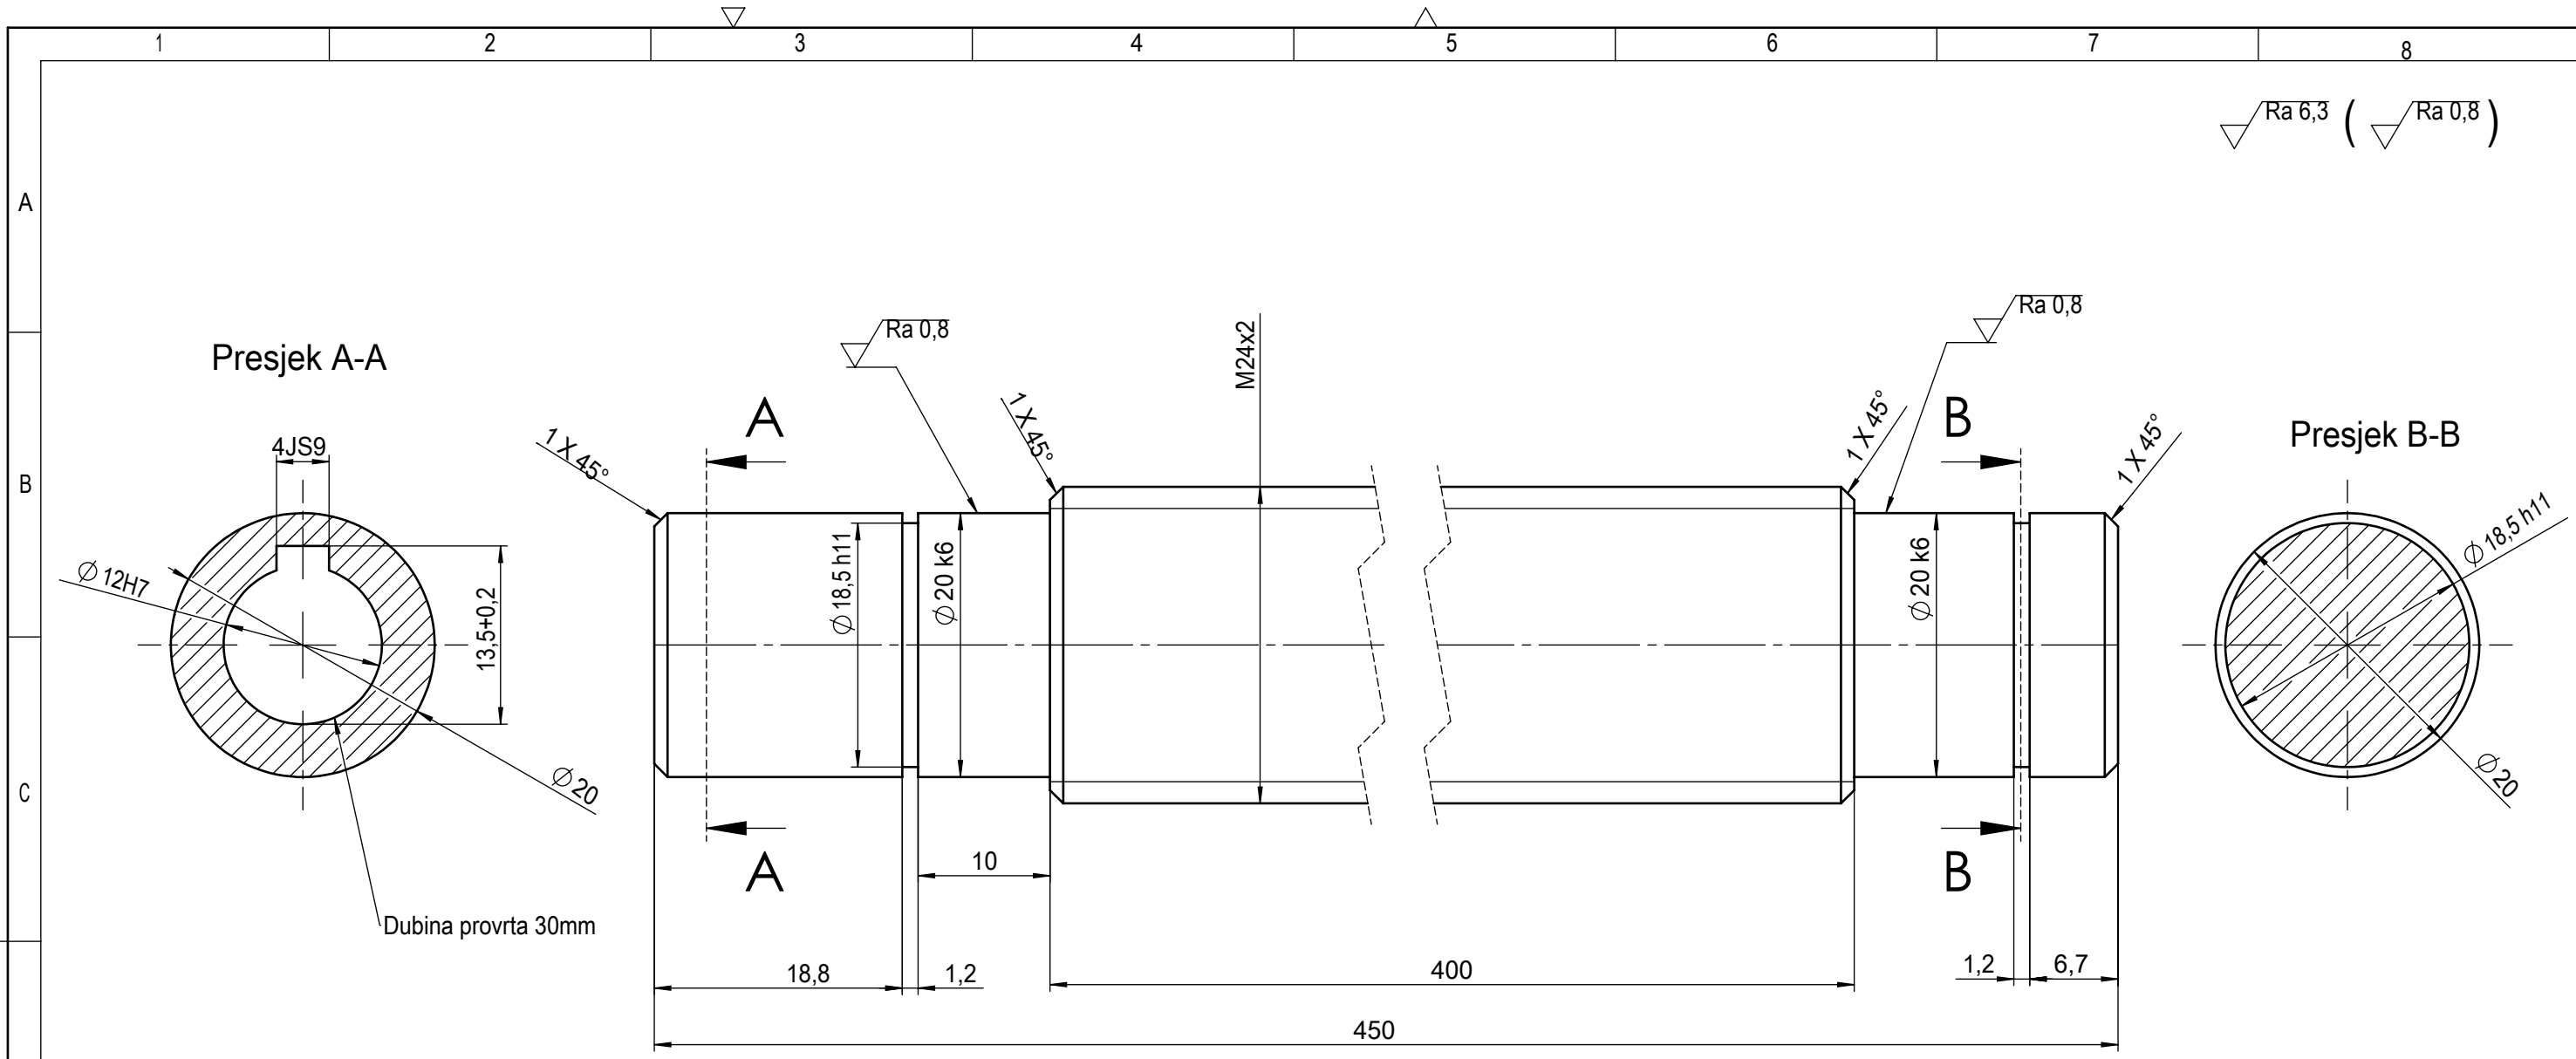 1 2 3 4 5 6 7 8
Ra 6,3 ( Ra 0,8 )
A
B
C
Presjek A-A
4JS9
∅ 12H7
13,5+0,2
∅ 20
Dubina provrta 30mm
Ra 0,8
Ra 0,8
1 X 45°
A
1 X 45°
M24x2
1 X 45°
B
1 X 45°
∅ 18,5 h11
∅ 20 k6
∅ 20 k6
A
B
10
18,8
1,2
400
1,2
6,7
450
Presjek B-B
∅ 18,5 h11
∅ 20